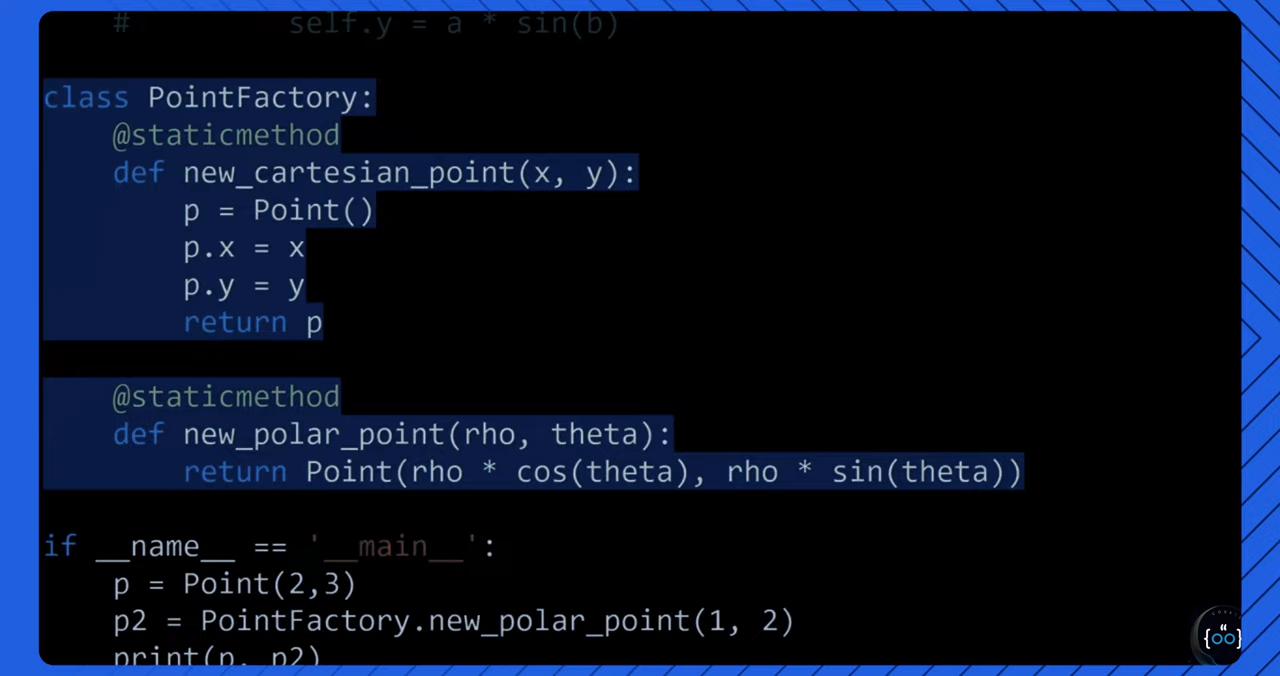 #         self.y = a * sin(b)
class PointFactory:
    @staticmethod
    def new_cartesian_point(x, y):
        p = Point()
        p.x = x
        p.y = y
        return p
    @staticmethod
    def new_polar_point(rho, theta):
        return Point(rho * cos(theta), rho * sin(theta))
if __name__ == '__main__':
    p = Point(2,3)
    p2 = PointFactory.new_polar_point(1, 2)
    print(p, p2)